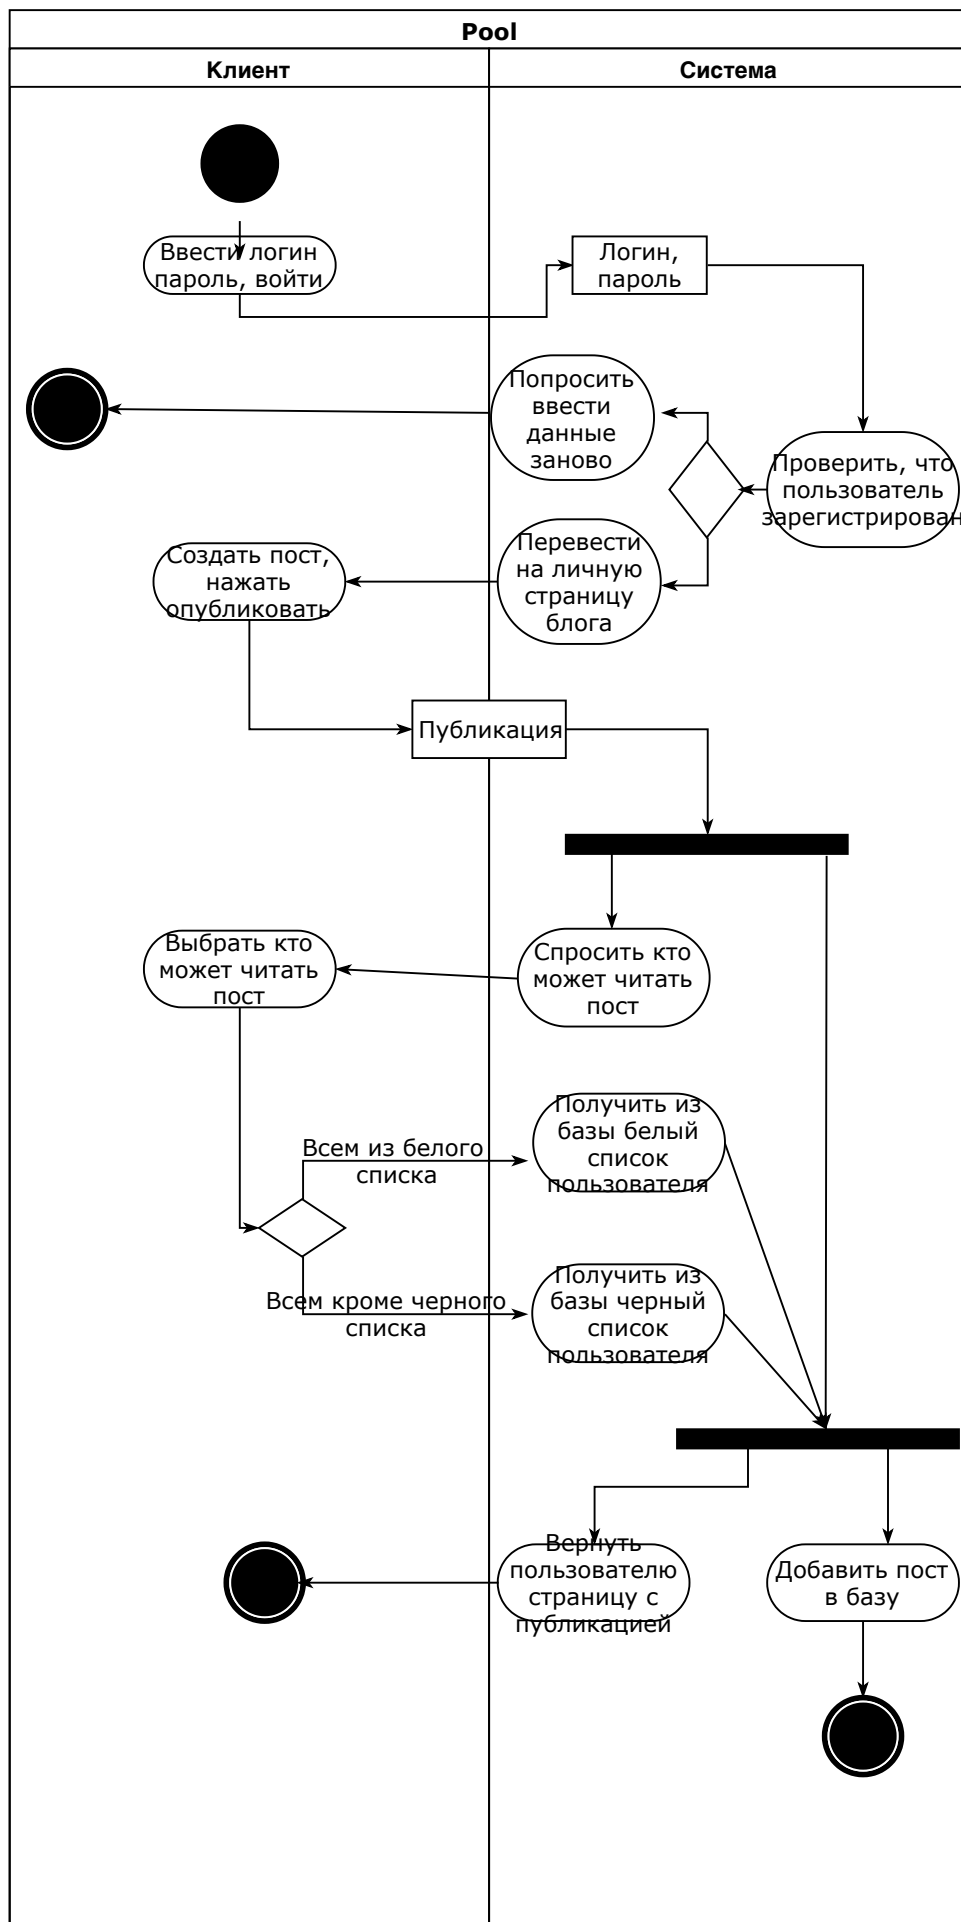 Pool
Клиент
Система
Ввести логин
пароль, войти
Логин,
пароль
Попросить
ввести
данные
заново
Проверить, что
пользователь
зарегистрирован
Создать пост,
нажать
опубликовать
Перевести
на личную
страницу
блога
Публикация
Выбрать кто
может читать
пост
Спросить кто
может читать
пост
Всем из белого
списка
Получить из
базы белый
список
пользователя
Всем кроме черного
списка
Получить из
базы черный
список
пользователя
Вернуть
пользователю
страницу с
публикацией
Добавить пост
в базу